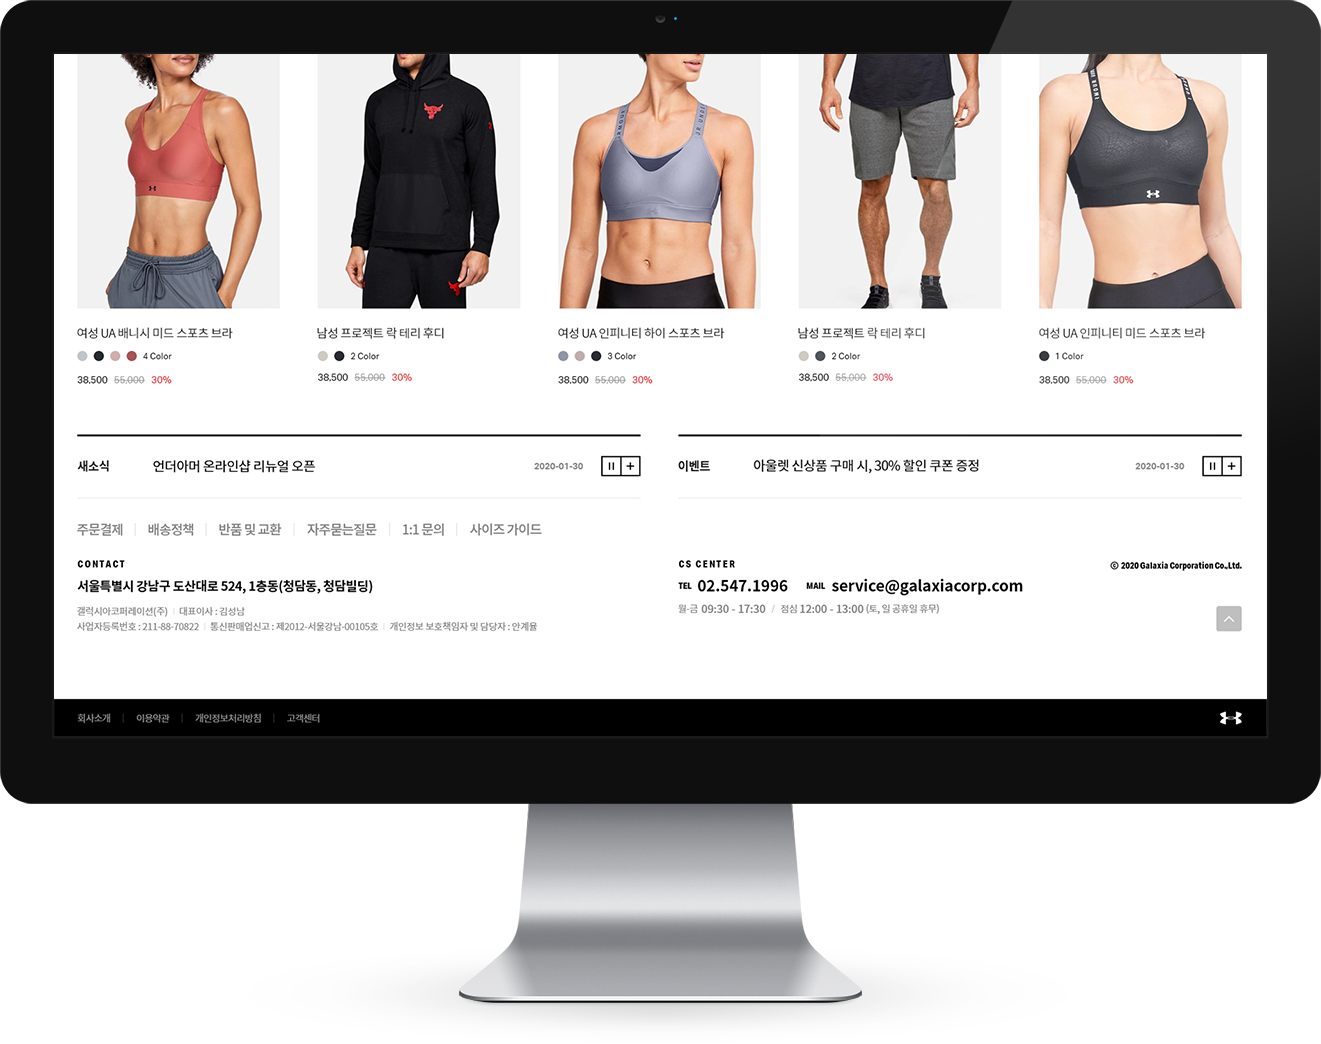 여성 UA 배니시 미드 스포츠 브라
4 Color
38,500 55,000 30%
남성 프로젝트 락 테리 후디
2 Color
38,500 55,000 30%
여성 UA 인피니티 하이 스포츠 브라
3 Color
38,500 55,000 30%
남성 프로젝트 락 테리 후디
2 Color
38,500 55,000 30%
여성 UA 인피니티 미드 스포츠 브라
1 Color
38,500 55,000 30%
새소식 언더아머 온라인샵 리뉴얼 오픈 2020-01-30
이벤트 아울렛 신상품 구매 시, 30% 할인 쿠폰 증정 2020-01-30
주문결제 | 배송정책 | 반품 및 교환 | 자주묻는질문 | 1:1 문의 | 사이즈 가이드
CONTACT
서울특별시 강남구 도산대로 524, 1층동(청담동, 청담빌딩)
갤럭시아코퍼레이션(주) | 대표이사 : 김성남
사업자등록번호 : 211-88-70822 | 통신판매업신고 : 제2012-서울강남-00105호 | 개인정보 보호책임자 및 담당자 : 안계율
CS CENTER
TEL 02.547.1996 MAIL service@galaxiacorp.com
월-금 09:30 - 17:30 / 점심 12:00 - 13:00 (토, 일 공휴일 휴무)
© 2020 Galaxia Corporation Co.,Ltd.
회사소개 | 이용약관 | 개인정보처리방침 | 고객센터